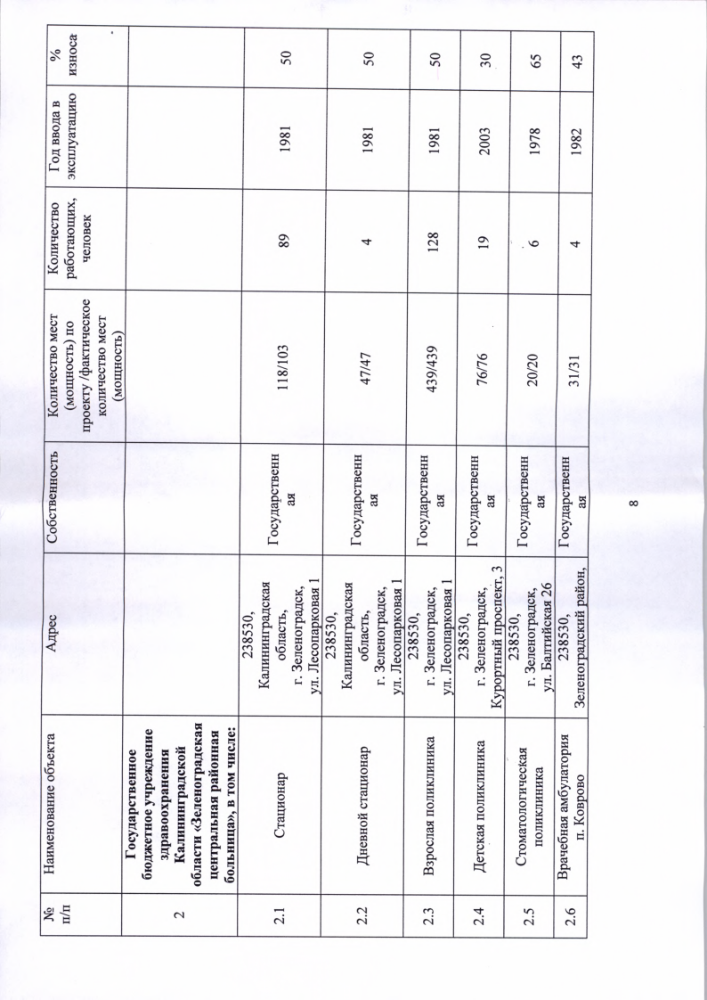 №
п/п
Наименование объекта
Адрес
Собственность
Количество мест
(мощность) по
проекту /фактическое
количество мест
(мощность)
Количество
работающих,
человек
Год ввода в
эксплуатацию
%
износа
2
Государственное
бюджетное учреждение
здравоохранения
Калининградской
области «Зеленоградская
центральная районная
больница», в том числе:
2.1
Стационар
238530,
Калининградская
область,
г. Зеленоградск,
ул. Лесопарковая 1
Государственн
ая
118/103
89
1981
50
2.2
Дневной стационар
238530,
Калининградская
область,
г. Зеленоградск,
ул. Лесопарковая 1
Государственн
ая
47/47
4
1981
50
2.3
Взрослая поликлиника
238530,
г. Зеленоградск,
ул. Лесопарковая 1
Государственн
ая
439/439
128
1981
50
2.4
Детская поликлиника
238530,
г. Зеленоградск,
Курортный проспект, 3
Государственн
ая
76/76
19
2003
30
2.5
Стоматологическая
поликлиника
238530,
г. Зеленоградск,
ул. Балтийская 26
Государственн
ая
20/20
6
1978
65
2.6
Врачебная амбулатория
п. Коврово
238530,
Зеленоградский район,
Государственн
ая
31/31
4
1982
43
8